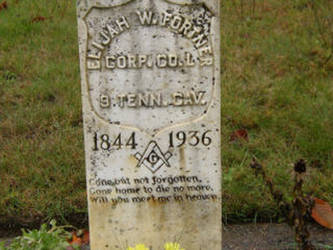 ELIJAH W. FORTNER
CORP. CO. L
9 TENN. CAV.
1844 1936
G
Gone but not forgotten,
Gone home to die no more,
Will you meet me in heaven